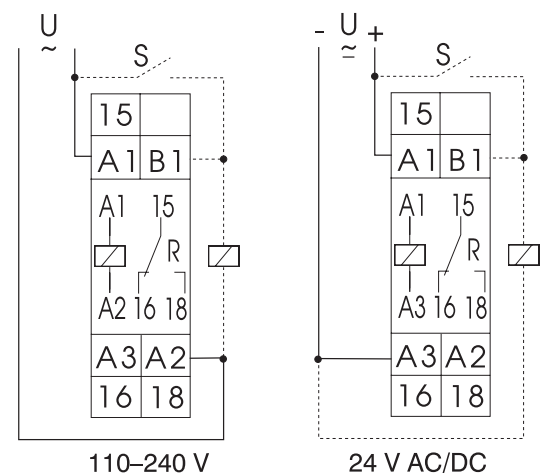 U
~
S
15
A1 B1
A1 15
R
A2 16 18
A3 A2
16 18
110–240 V
- U +
≂
S
15
A1 B1
A1 15
R
A3 16 18
A3 A2
16 18
24 V AC/DC